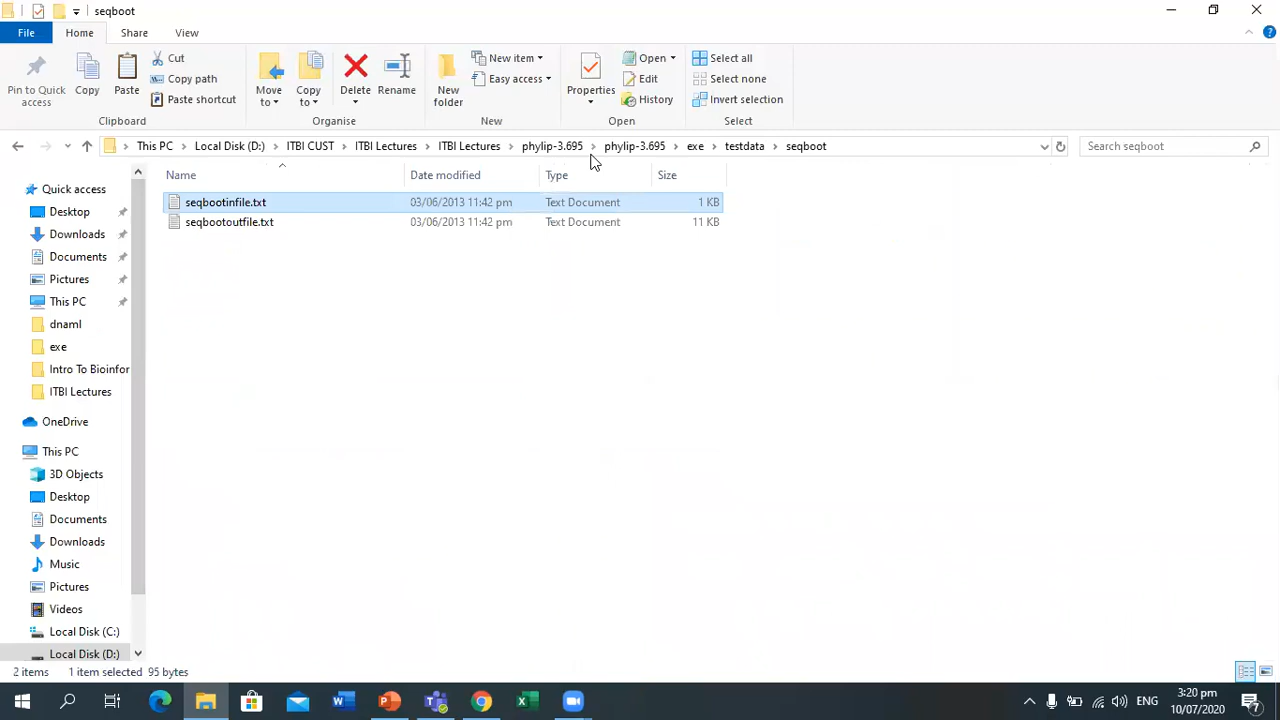 seqboot
File Home Share View
Pin to Quick access
Copy
Paste
Cut
Copy path
Paste shortcut
Clipboard
Move to
Copy to
Delete
Rename
Organise
New folder
New item
Easy access
New
Properties
Open
Edit
History
Open
Select all
Select none
Invert selection
Select
This PC Local Disk (D:) ITBI CUST ITBI Lectures ITBI Lectures phylip-3.695 phylip-3.695 exe testdata seqboot
Search seqboot
Name Date modified Type Size
seqbootinfile.txt 03/06/2013 11:42 pm Text Document 1 KB
seqbootoutfile.txt 03/06/2013 11:42 pm Text Document 11 KB
Quick access
Desktop
Downloads
Documents
Pictures
This PC
dnaml
exe
Intro To Bioinfor
ITBI Lectures
OneDrive
This PC
3D Objects
Desktop
Documents
Downloads
Music
Pictures
Videos
Local Disk (C:)
Local Disk (D:)
2 items 1 item selected 95 bytes
ENG
3:20 pm
10/07/2020
7